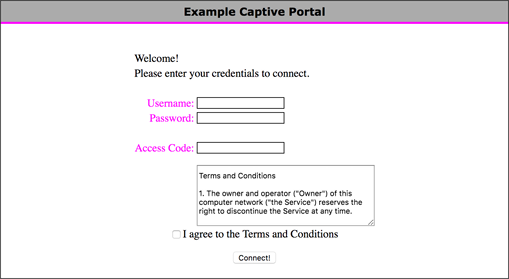 Example Captive Portal
Welcome!
Please enter your credentials to connect.
Username:
Password:
Access Code:
Terms and Conditions
1. The owner and operator ("Owner") of this
computer network ("the Service") reserves the
right to discontinue the Service at any time.
I agree to the Terms and Conditions
Connect!